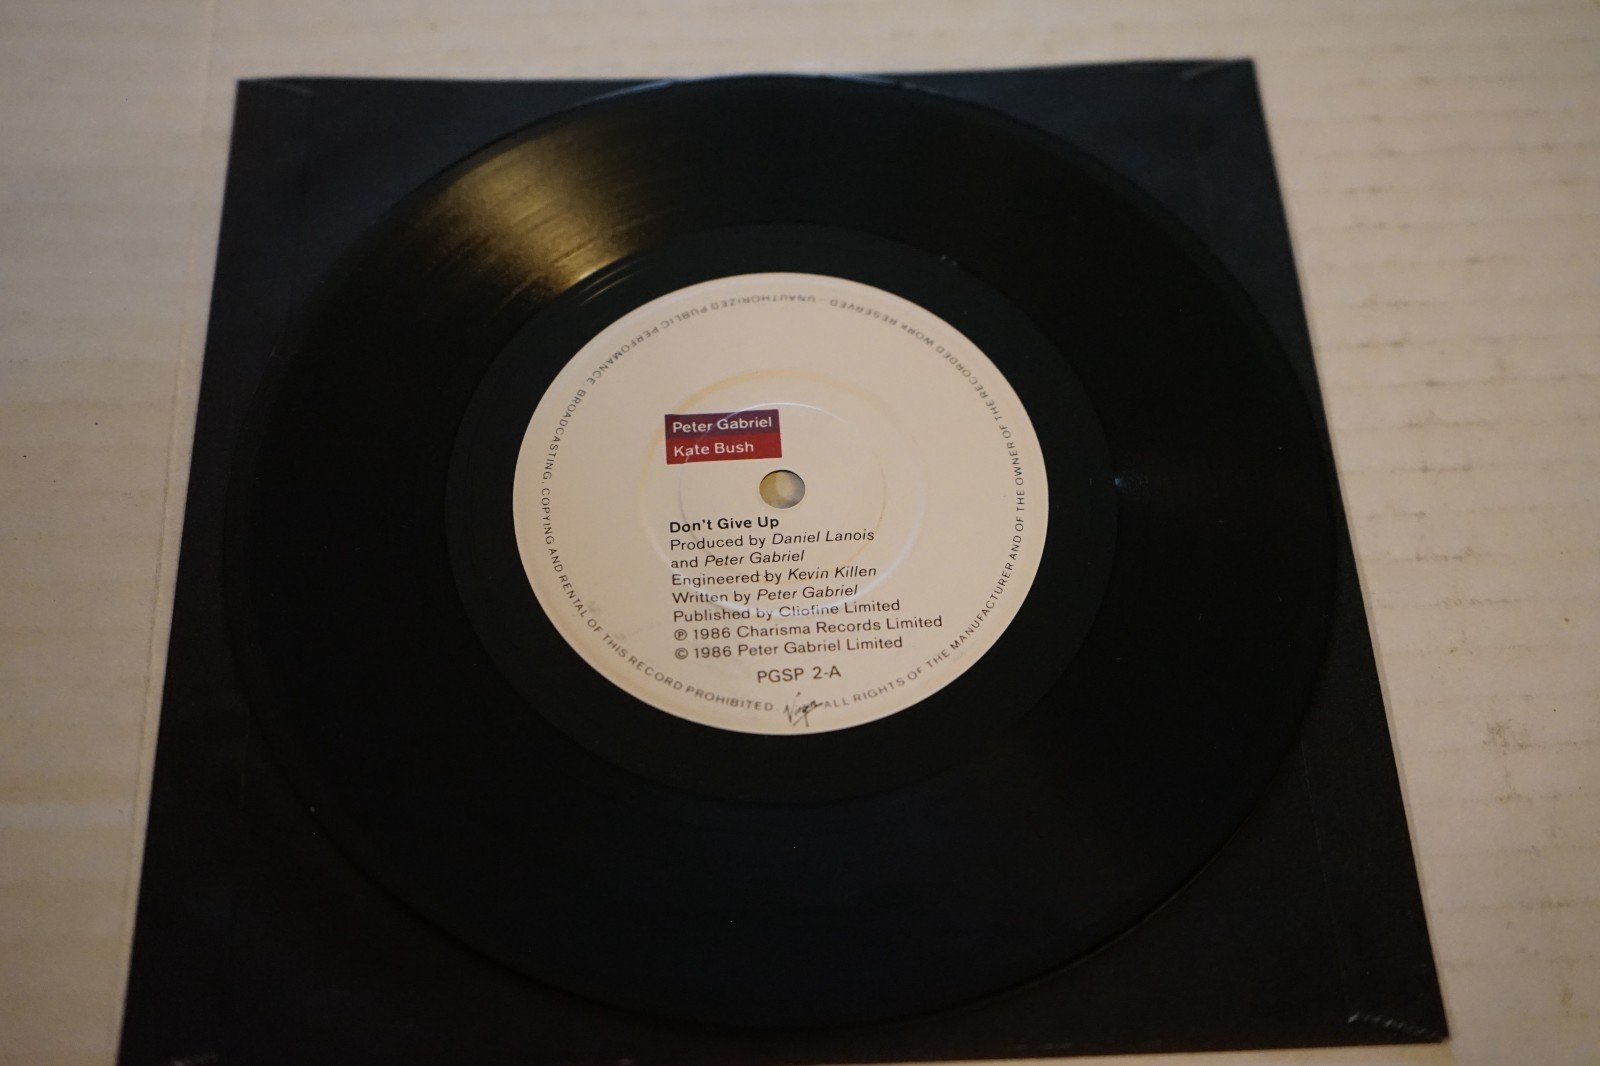 Peter Gabriel
Kate Bush
Don't Give Up
Produced by Daniel Lanois
and Peter Gabriel
Engineered by Kevin Killen
Written by Peter Gabriel
Published by Cliofine Limited
℗ 1986 Charisma Records Limited
© 1986 Peter Gabriel Limited
PGSP 2-A
Virgin
ALL RIGHTS OF THE MANUFACTURER AND OF THE OWNER OF THE RECORDED WORK RESERVED - UNAUTHORIZED PUBLIC PERFOMANCE, BROADCASTING, COPYING AND RENTAL OF THIS RECORD PROHIBITED.